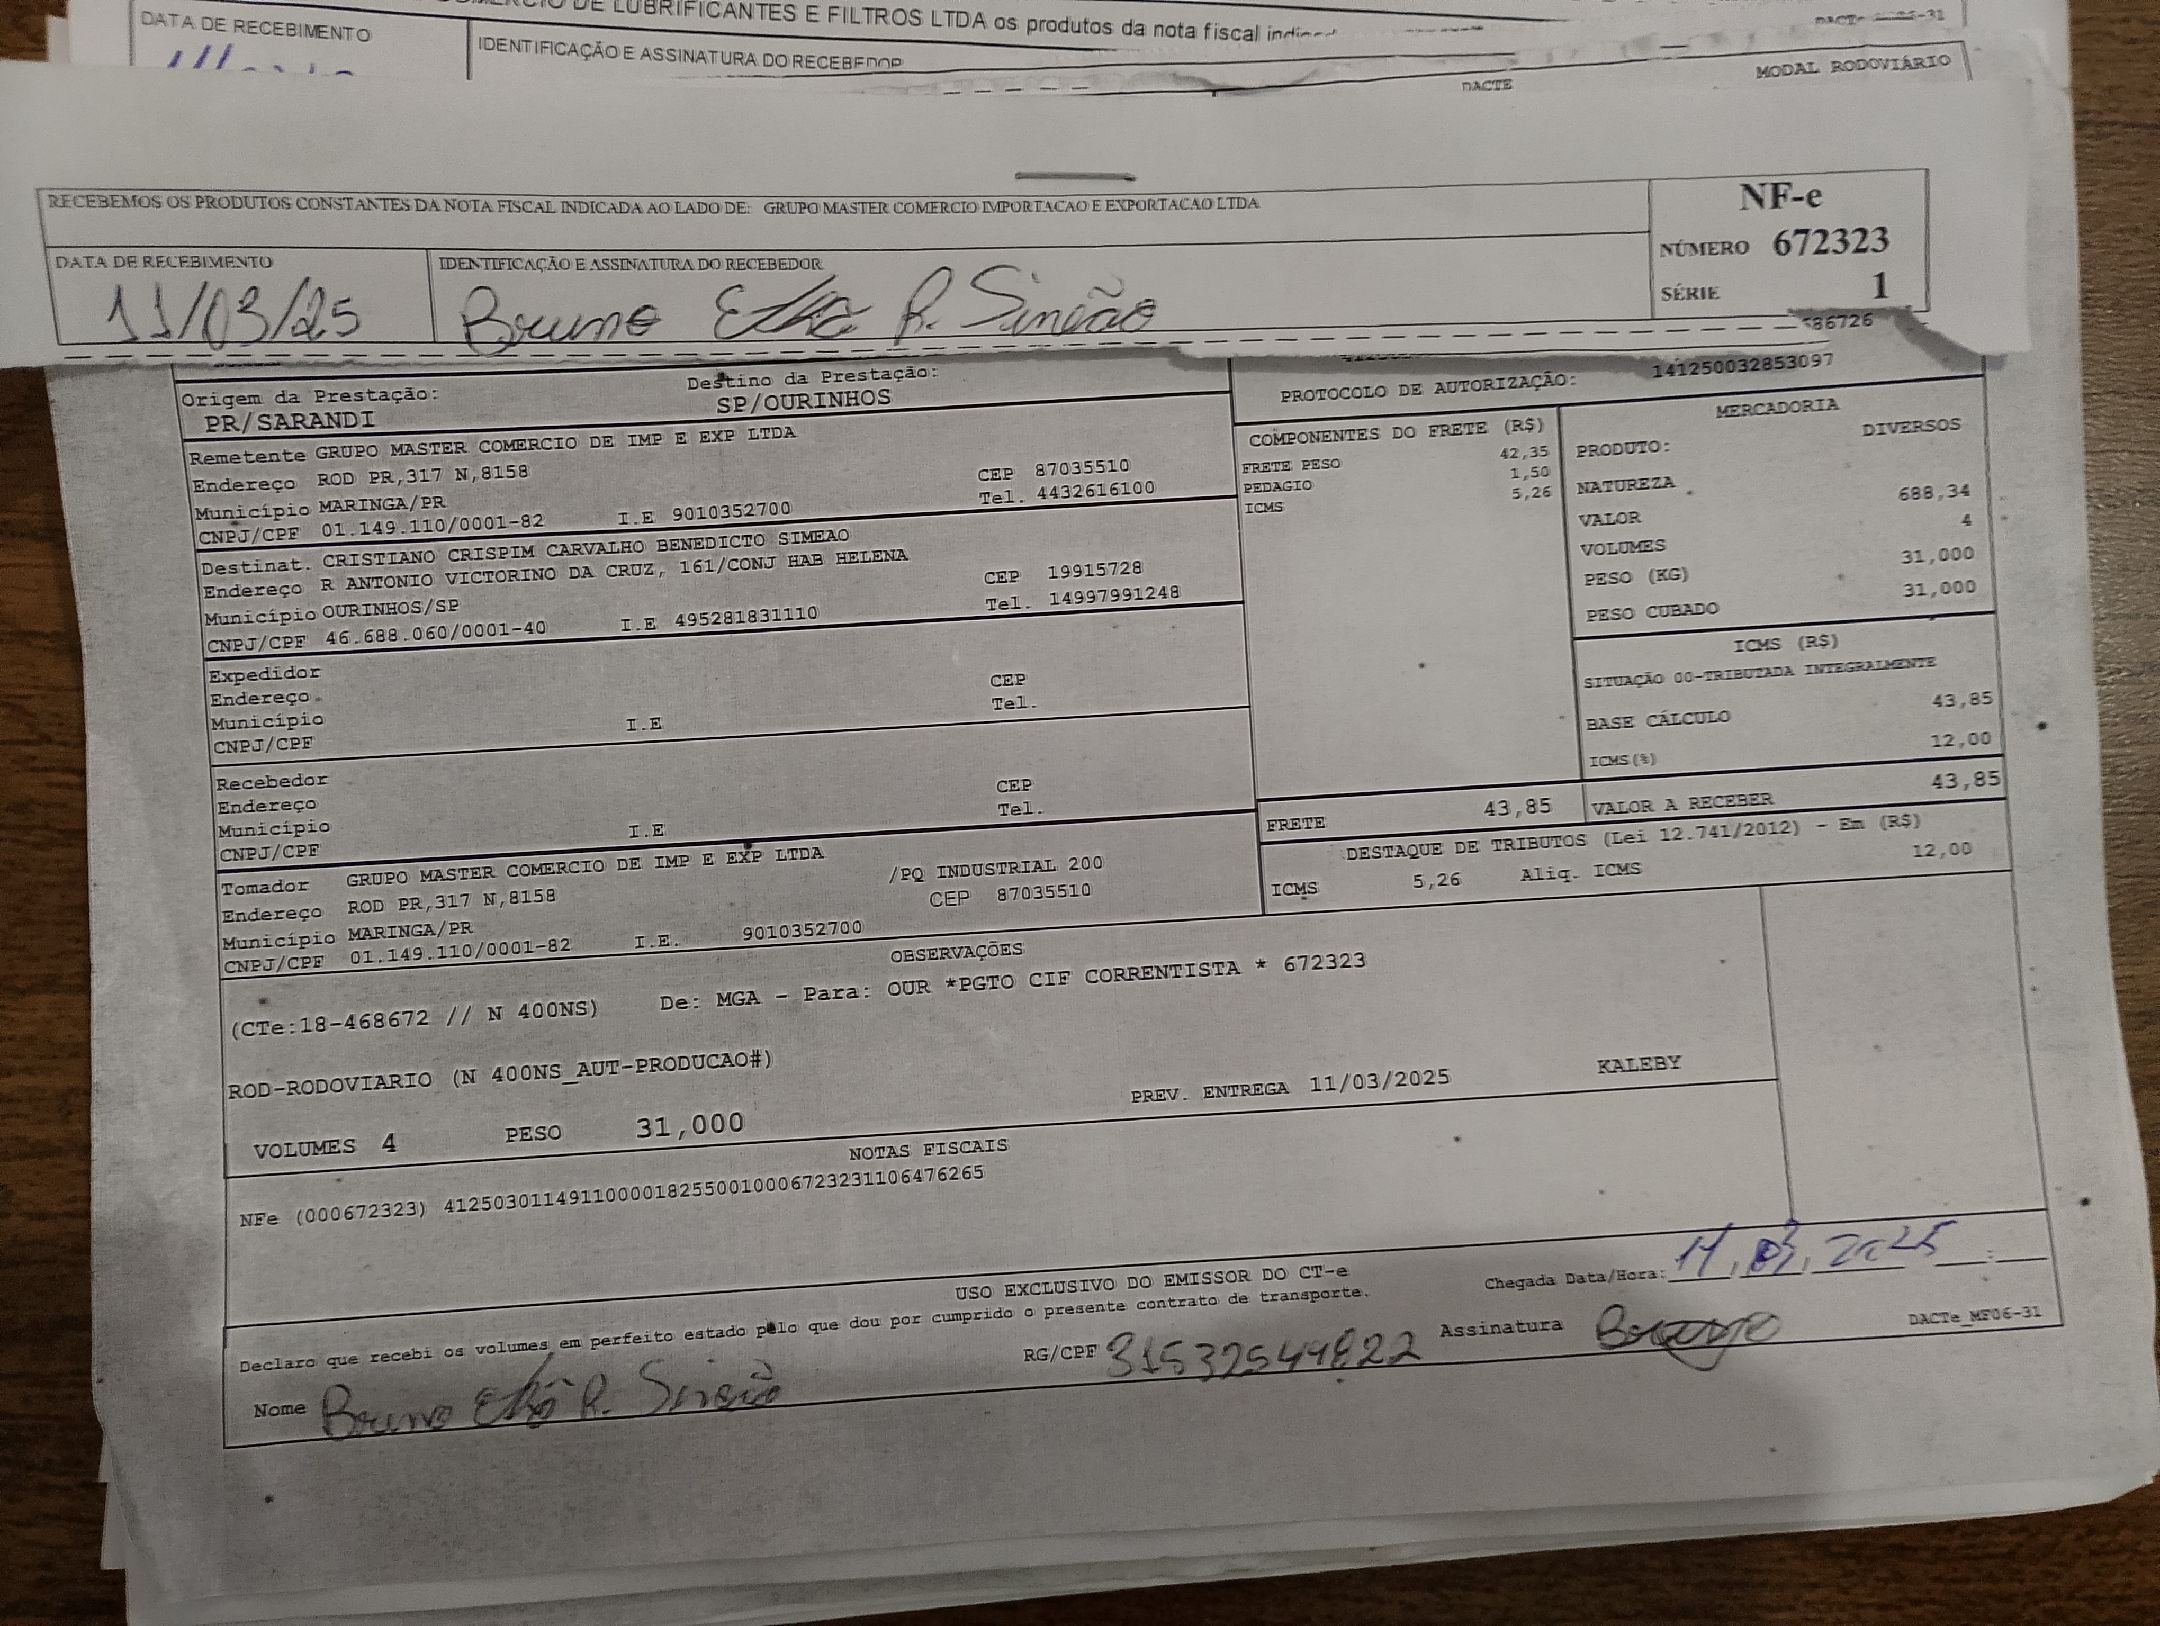 DE LUBRIFICANTES E FILTROS LTDA os produtos da nota fiscal
DATA DE RECEBIMENTO
IDENTIFICAÇÃO E ASSINATURA DO RECEBEDOR
DACTE
MODAL RODOVIÁRIO
RECEBEMOS OS PRODUTOS CONSTANTES DA NOTA FISCAL INDICADA AO LADO DE: GRUPO MASTER COMERCIO IMPORTACAO E EXPORTACAO LTDA
NF-e
NÚMERO 672323
SÉRIE 1
DATA DE RECEBIMENTO
11/03/25
IDENTIFICAÇÃO E ASSINATURA DO RECEBEDOR
Bruno R. Simeão
86726
Origem da Prestação:
PR/SARANDI
Destino da Prestação:
SP/OURINHOS
PROTOCOLO DE AUTORIZAÇÃO: 141250032853097
Remetente GRUPO MASTER COMERCIO DE IMP E EXP LTDA
Endereço ROD PR,317 N,8158 CEP 87035510
Município MARINGA/PR Tel. 4432616100
CNPJ/CPF 01.149.110/0001-82 I.E 9010352700
Destinat. CRISTIANO CRISPIM CARVALHO BENEDICTO SIMEAO
Endereço R ANTONIO VICTORINO DA CRUZ, 161/CONJ HAB HELENA CEP 19915728
Município OURINHOS/SP Tel. 14997991248
CNPJ/CPF 46.688.060/0001-40 I.E 495281831110
Expedidor
Endereço CEP
Município Tel.
CNPJ/CPF I.E
Recebedor
Endereço CEP
Município Tel.
CNPJ/CPF I.E
Tomador GRUPO MASTER COMERCIO DE IMP E EXP LTDA
Endereço ROD PR,317 N,8158 /PQ INDUSTRIAL 200
Município MARINGA/PR CEP 87035510
CNPJ/CPF 01.149.110/0001-82 I.E. 9010352700
COMPONENTES DO FRETE (R$)
FRETE PESO 42,35
PEDAGIO 1,50
ICMS 5,26
MERCADORIA
PRODUTO: DIVERSOS
NATUREZA
VALOR 688,34
VOLUMES 4
PESO (KG) 31,000
PESO CUBADO 31,000
ICMS (R$)
SITUAÇÃO 00-TRIBUTADA INTEGRALMENTE
BASE CÁLCULO 43,85
ICMS(%) 12,00
FRETE 43,85
VALOR A RECEBER 43,85
DESTAQUE DE TRIBUTOS (Lei 12.741/2012) - Em (R$)
ICMS 5,26 Aliq. ICMS 12,00
OBSERVAÇÕES
(CTe:18-468672 // N 400NS) De: MGA - Para: OUR *PGTO CIF CORRENTISTA * 672323
ROD-RODOVIARIO (N 400NS_AUT-PRODUCAO#)
VOLUMES 4 PESO 31,000 PREV. ENTREGA 11/03/2025 KALEBY
NOTAS FISCAIS
NFe (000672323) 41250301149110000182550010006723231106476265
USO EXCLUSIVO DO EMISSOR DO CT-e
Chegada Data/Hora: 11, 03, 2025 :
Declaro que recebi os volumes em perfeito estado pelo que dou por cumprido o presente contrato de transporte.
Nome Bruno R. Simeão RG/CPF 31532544822 Assinatura
DACTe_MF06-31